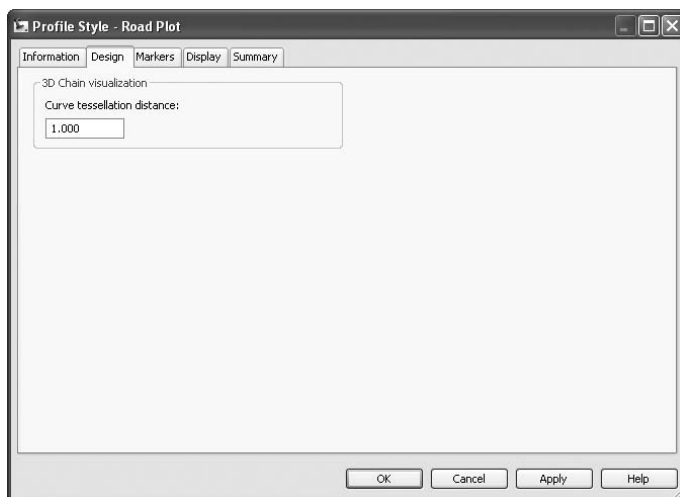 Profile Style - Road Plot
Information Design Markers Display Summary
3D Chain visualization
Curve tessellation distance:
1.000
OK Cancel Apply Help